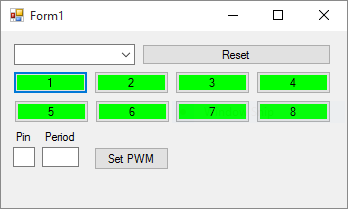 Form1
Reset
1 2 3 4
5 6 7 8
Pin Period
Set PWM